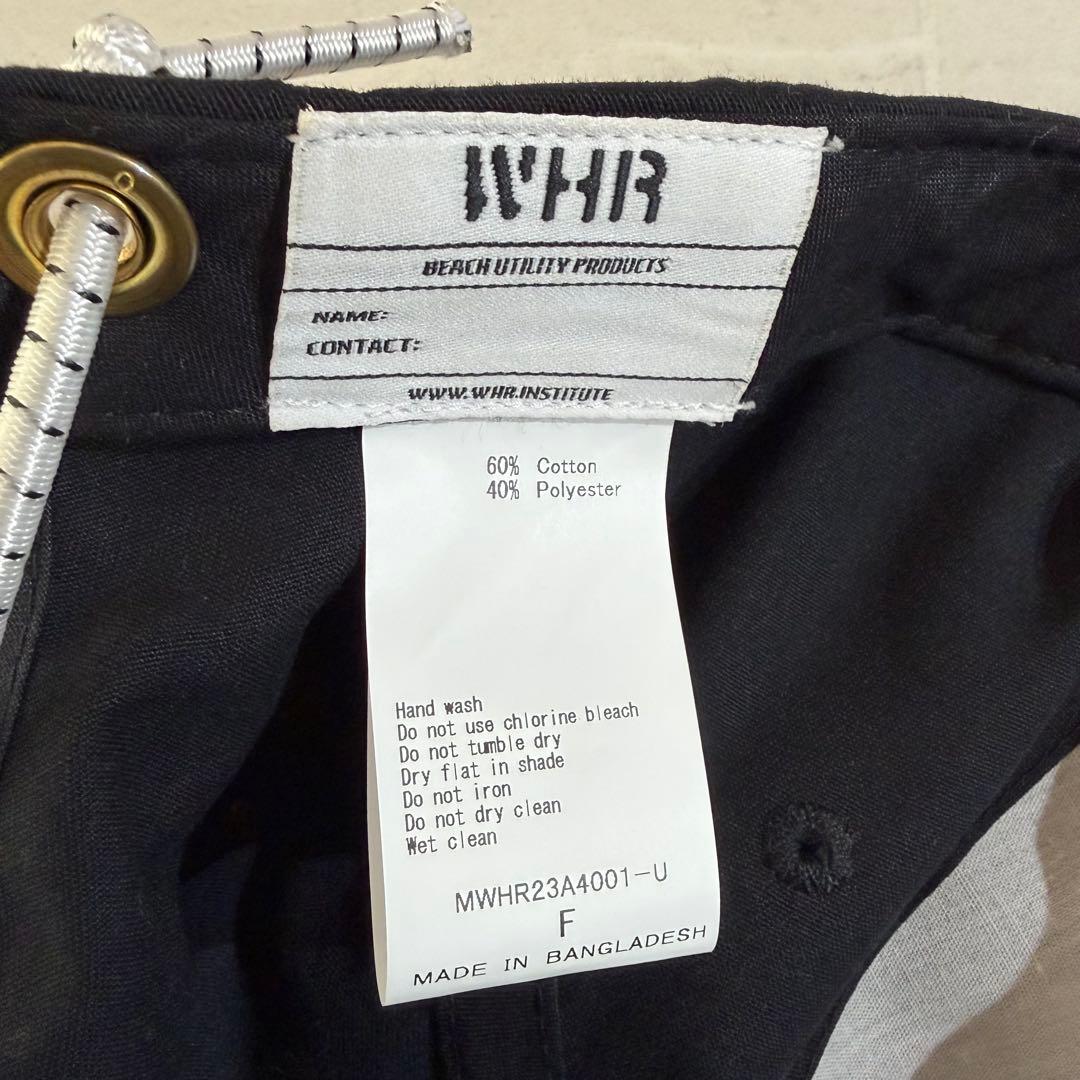 WHR
BEACH UTILITY PRODUCTS
NAME:
CONTACT:
WWW.WHR.INSTITUTE
60% Cotton
40% Polyester
Hand wash
Do not use chlorine bleach
Do not tumble dry
Dry flat in shade
Do not iron
Do not dry clean
Wet clean
MWHR23A4001-U
F
MADE IN BANGLADESH